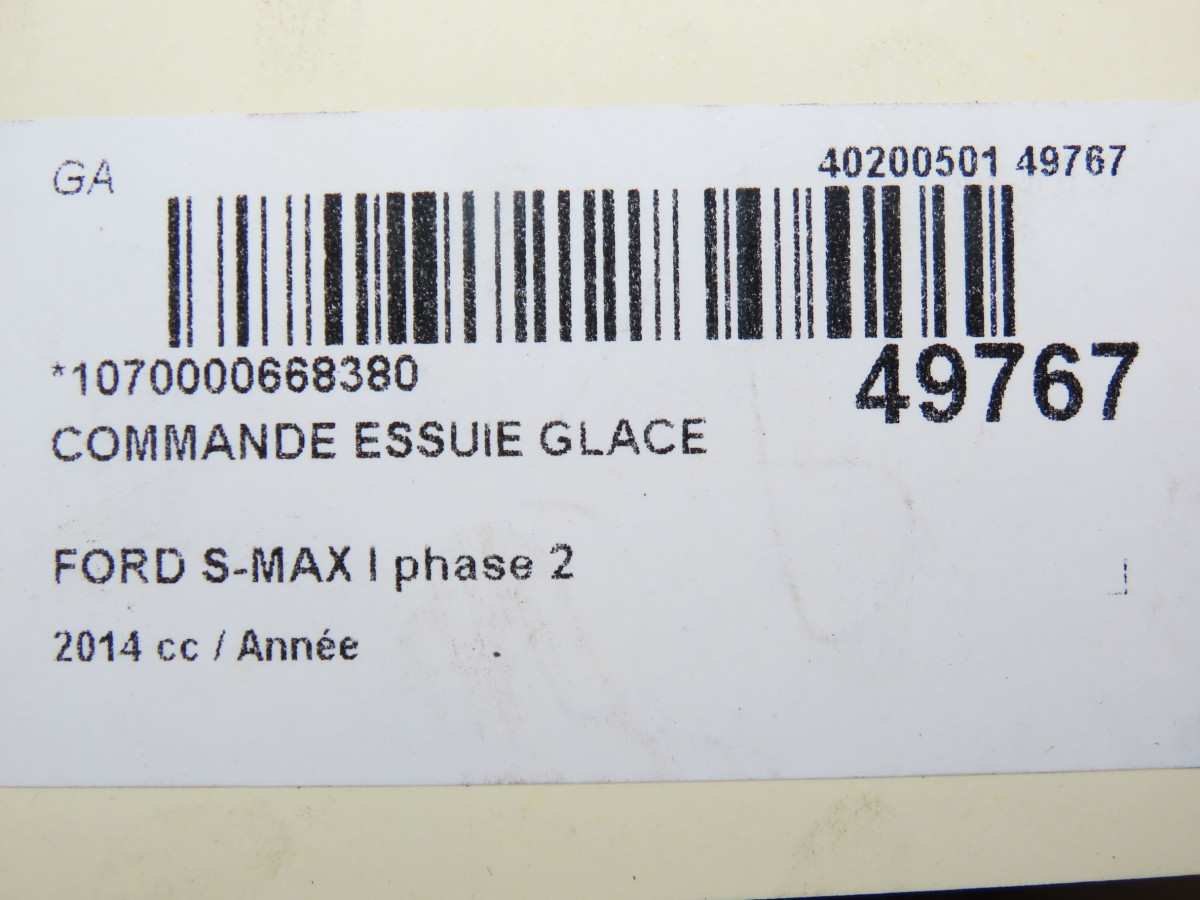 GA
40200501 49767
*1070000668380
49767
COMMANDE ESSUIE GLACE
FORD S-MAX I phase 2
2014 cc / Année